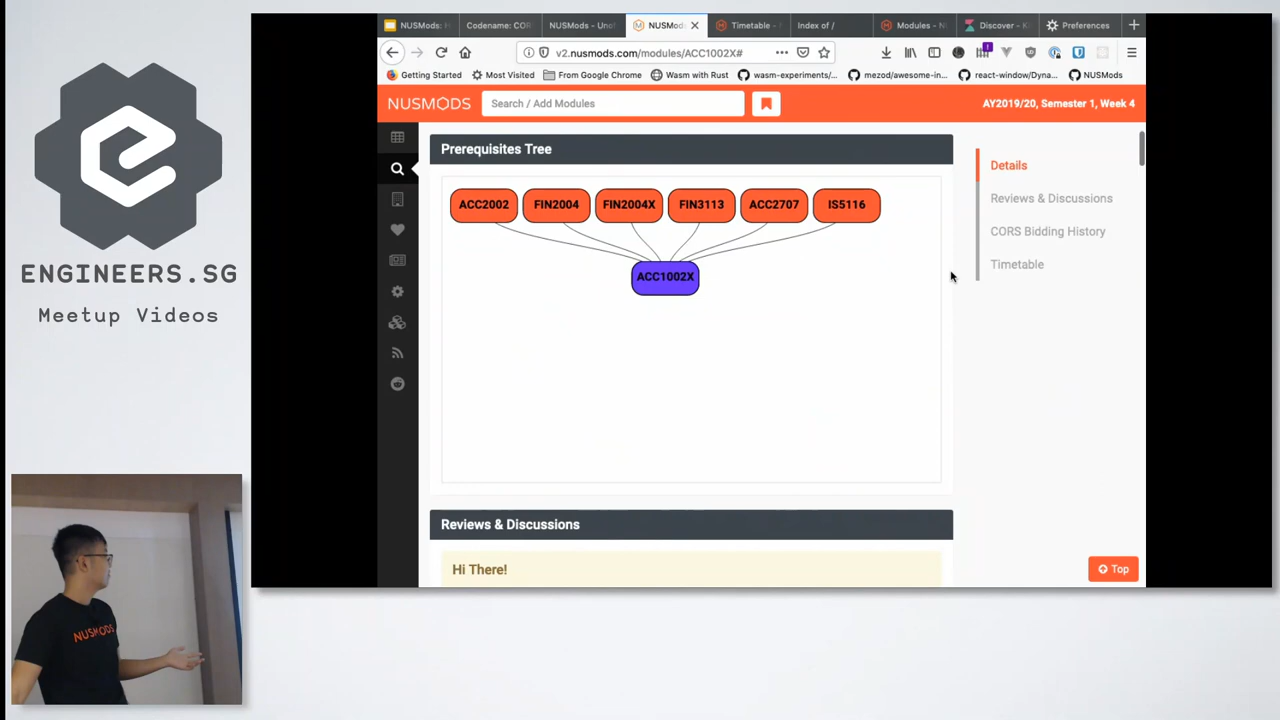 ENGINEERS.SG
Meetup Videos
NUSMods: H
Codename: COR
NUSMods - Uno
NUSMod
Timetable -
Index of /
Modules - N
Discover - K
Preferences
v2.nusmods.com/modules/ACC1002X#
Getting Started
Most Visited
From Google Chrome
Wasm with Rust
wasm-experiments/...
mezod/awesome-in...
react-window/Dyna...
NUSMods
NUSMODS
Search / Add Modules
AY2019/20, Semester 1, Week 4
Prerequisites Tree
ACC2002
FIN2004
FIN2004X
FIN3113
ACC2707
IS5116
ACC1002X
Details
Reviews & Discussions
CORS Bidding History
Timetable
Reviews & Discussions
Hi There!
Top
NUSMODS